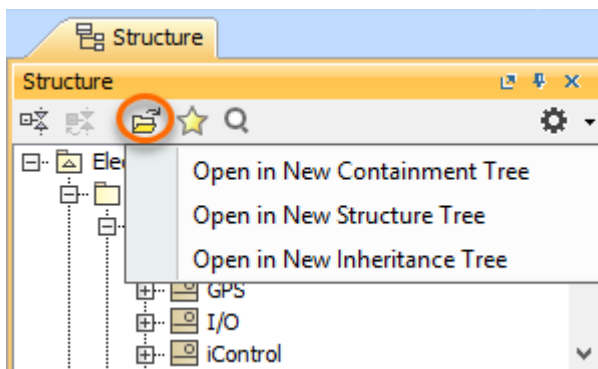 Structure
Structure
Open in New Containment Tree
Open in New Structure Tree
Open in New Inheritance Tree
GPS
I/O
iControl